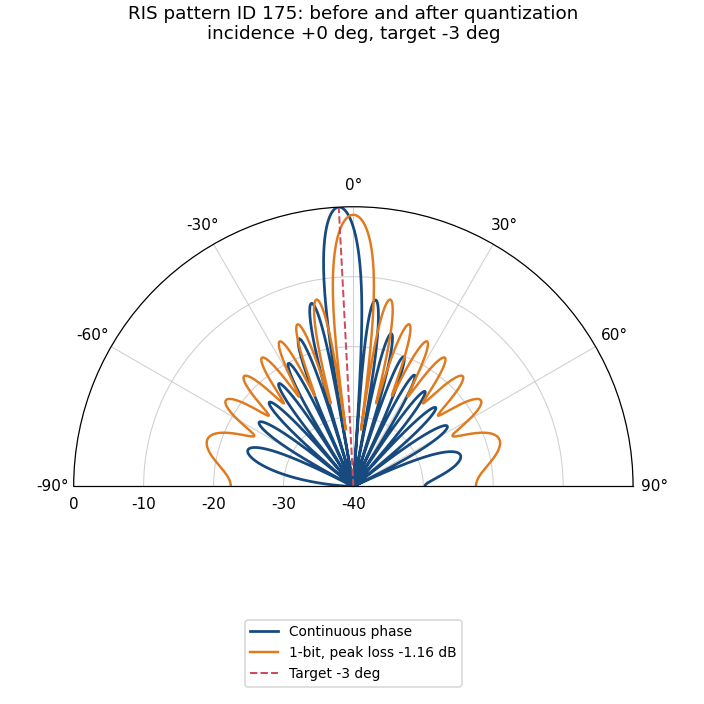 RIS pattern ID 175: before and after quantization
incidence +0 deg, target -3 deg
0°
-30°
30°
-60°
60°
-90°
90°
0
-10
-20
-30
-40
Continuous phase
1-bit, peak loss -1.16 dB
Target -3 deg